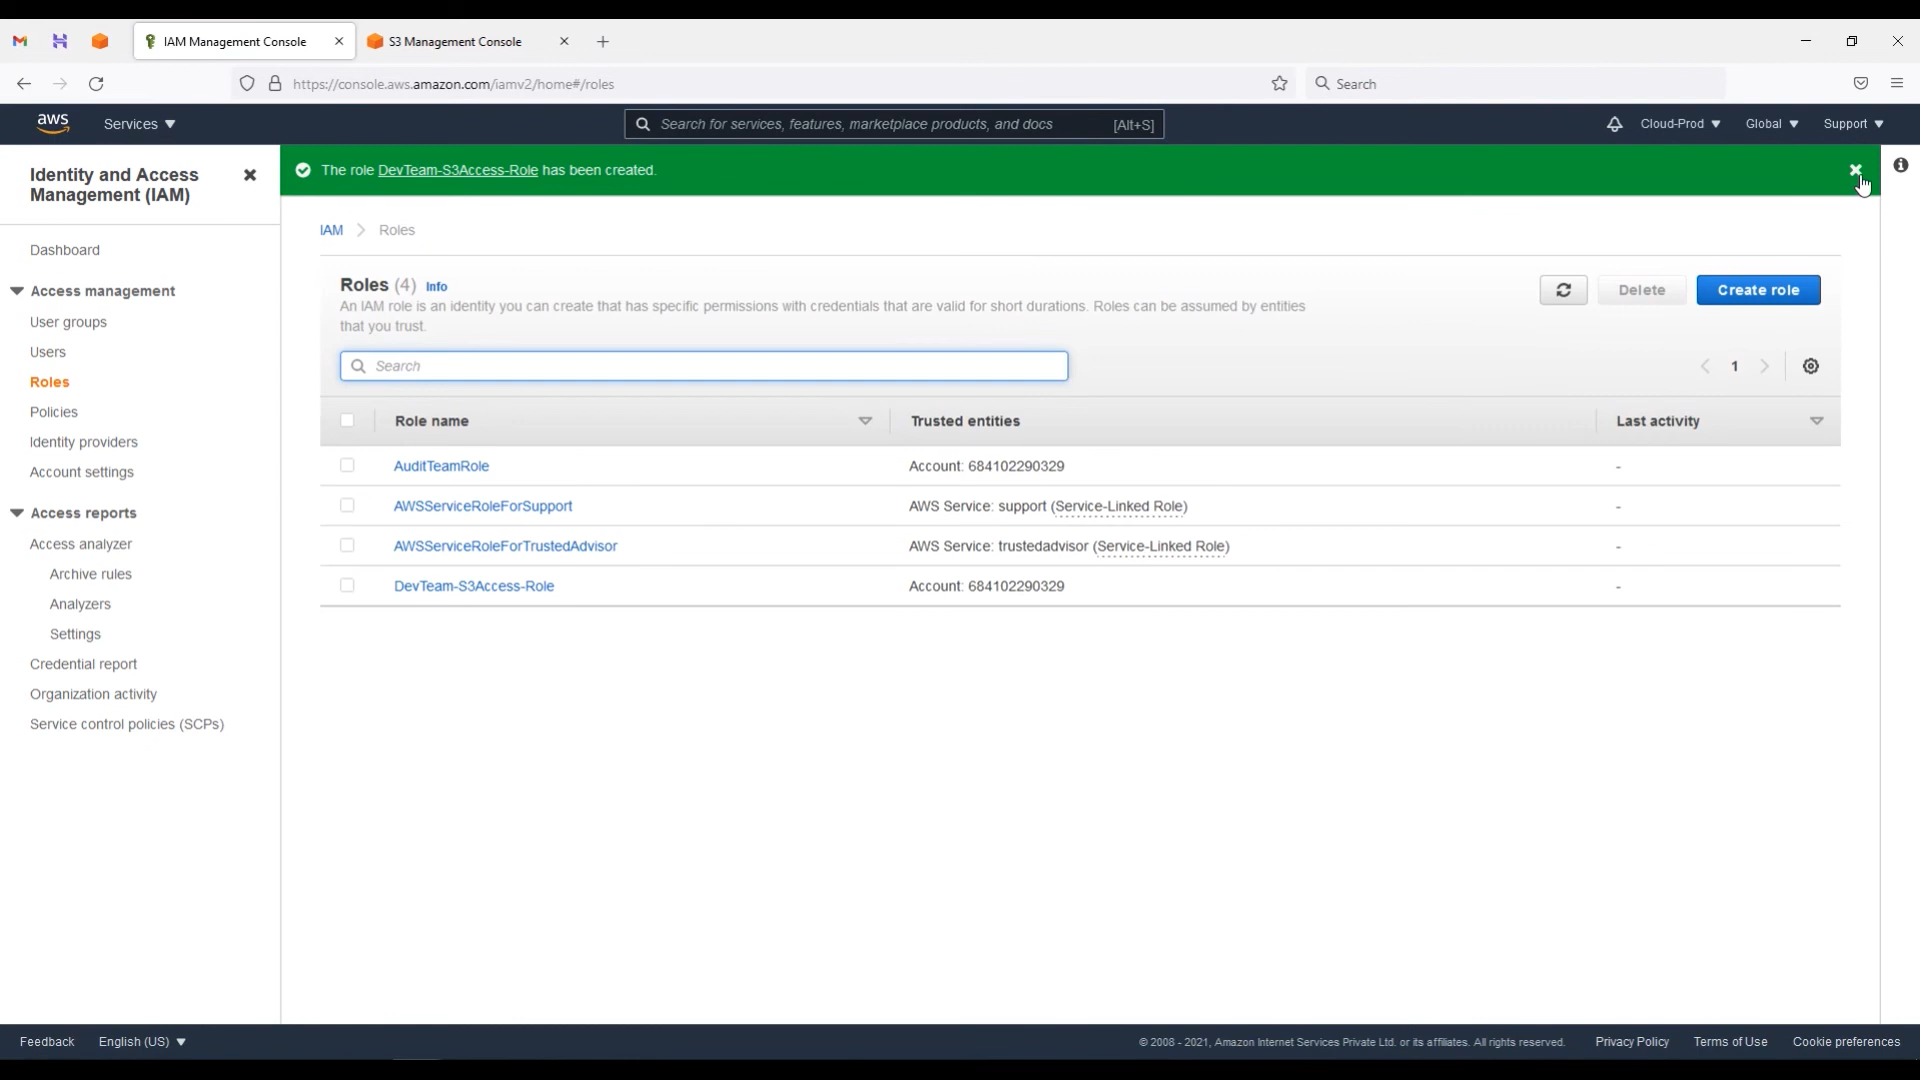 IAM Management Console
S3 Management Console
https://console.aws.amazon.com/iamv2/home#/roles
Search
aws
Services
Search for services, features, marketplace products, and docs
[Alt+S]
Cloud-Prod
Global
Support
Identity and Access
Management (IAM)
Dashboard
Access management
User groups
Users
Roles
Policies
Identity providers
Account settings
Access reports
Access analyzer
Archive rules
Analyzers
Settings
Credential report
Organization activity
Service control policies (SCPs)
The role DevTeam-S3Access-Role has been created.
IAM
Roles
Roles (4) Info
An IAM role is an identity you can create that has specific permissions with credentials that are valid for short durations. Roles can be assumed by entities
that you trust.
Delete
Create role
Search
1
Role name
Trusted entities
Last activity
AuditTeamRole
Account: 684102290329
-
AWSServiceRoleForSupport
AWS Service: support (Service-Linked Role)
-
AWSServiceRoleForTrustedAdvisor
AWS Service: trustedadvisor (Service-Linked Role)
-
DevTeam-S3Access-Role
Account: 684102290329
-
Feedback
English (US)
© 2008 - 2021, Amazon Internet Services Private Ltd. or its affiliates. All rights reserved.
Privacy Policy
Terms of Use
Cookie preferences